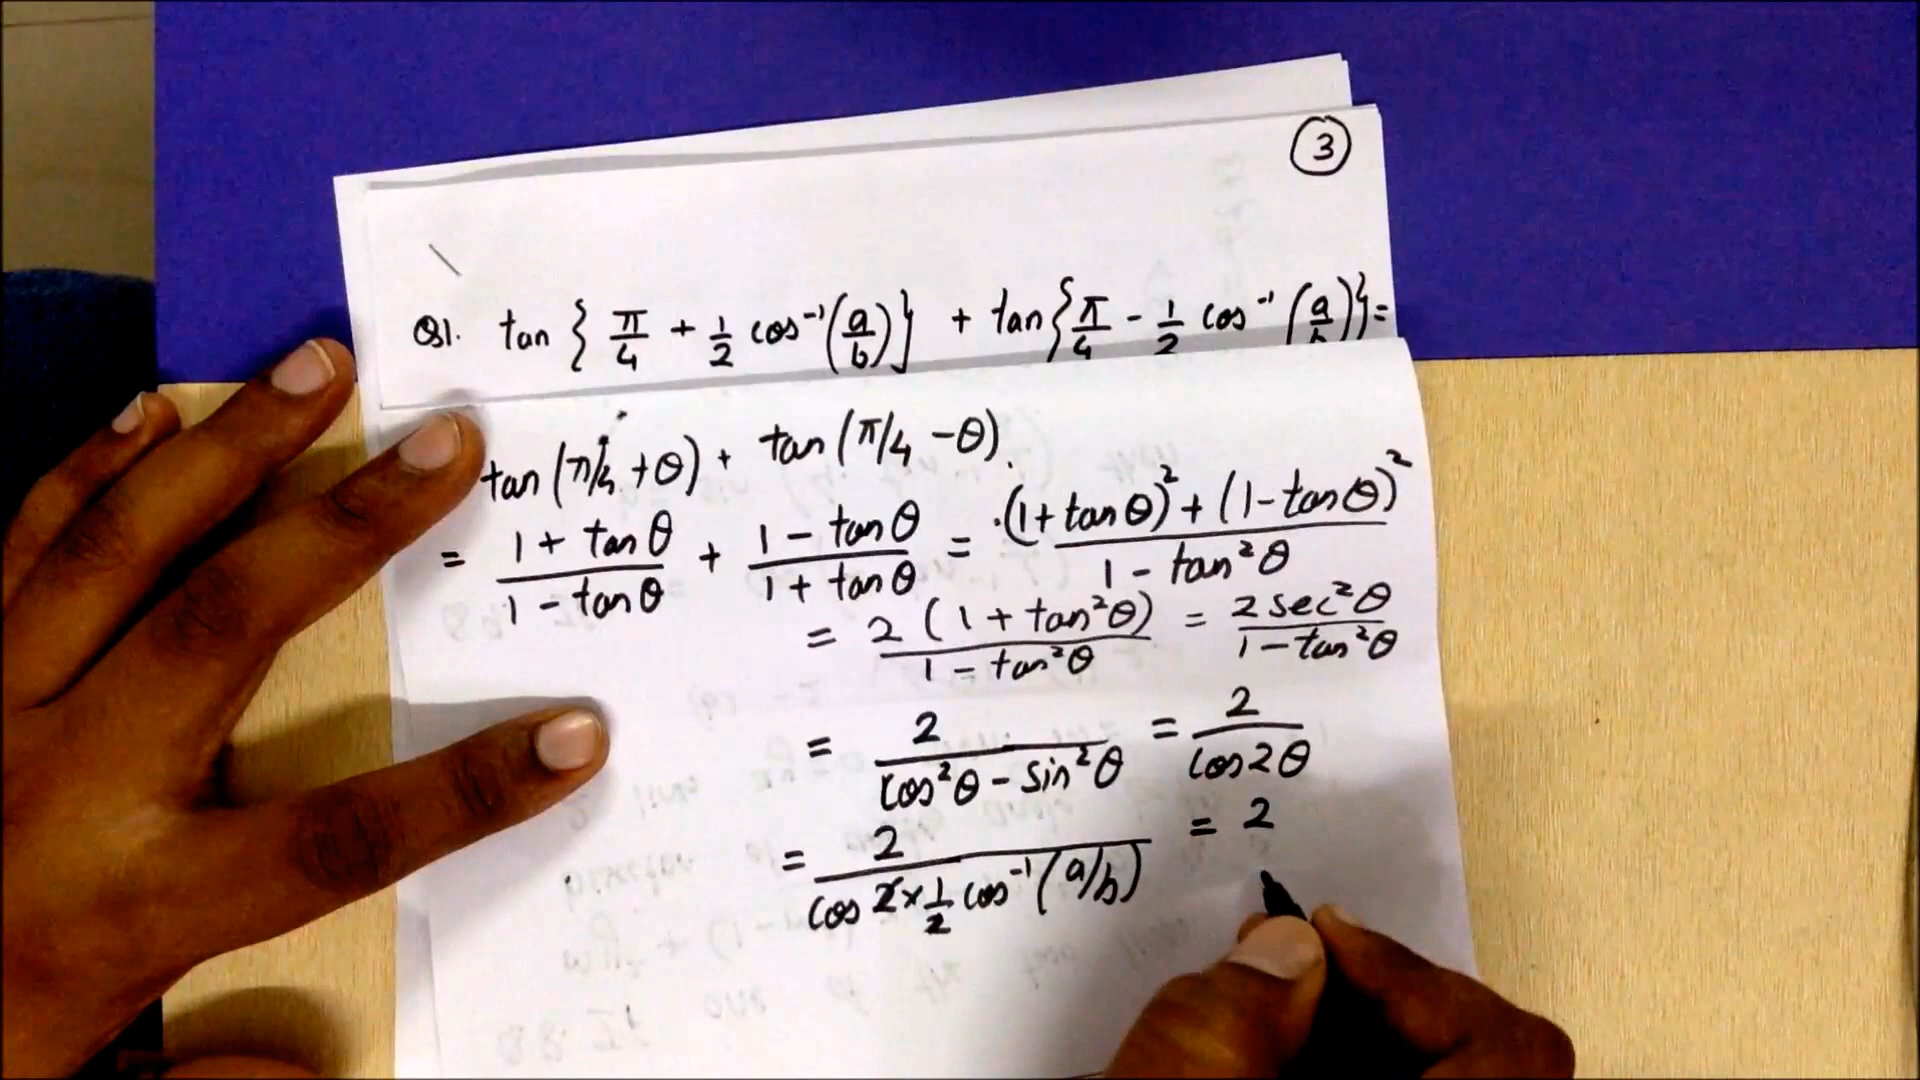 3
Q1. tan { π/4 + 1/2 cos⁻¹(a/b)} + tan{π/4 - 1/2 cos⁻¹(a/b)} =
tan(π/4 + θ) + tan(π/4 - θ).
= (1 + tanθ)/(1 - tanθ) + (1 - tanθ)/(1 + tanθ) = ((1+tanθ)² + (1-tanθ)²)/(1 - tan²θ)
= 2(1 + tan²θ)/(1 - tan²θ) = 2sec²θ/(1 - tan²θ)
= 2/(cos²θ - sin²θ) = 2/cos2θ
= 2/(cos 2×1/2 cos⁻¹(a/b)) = 2